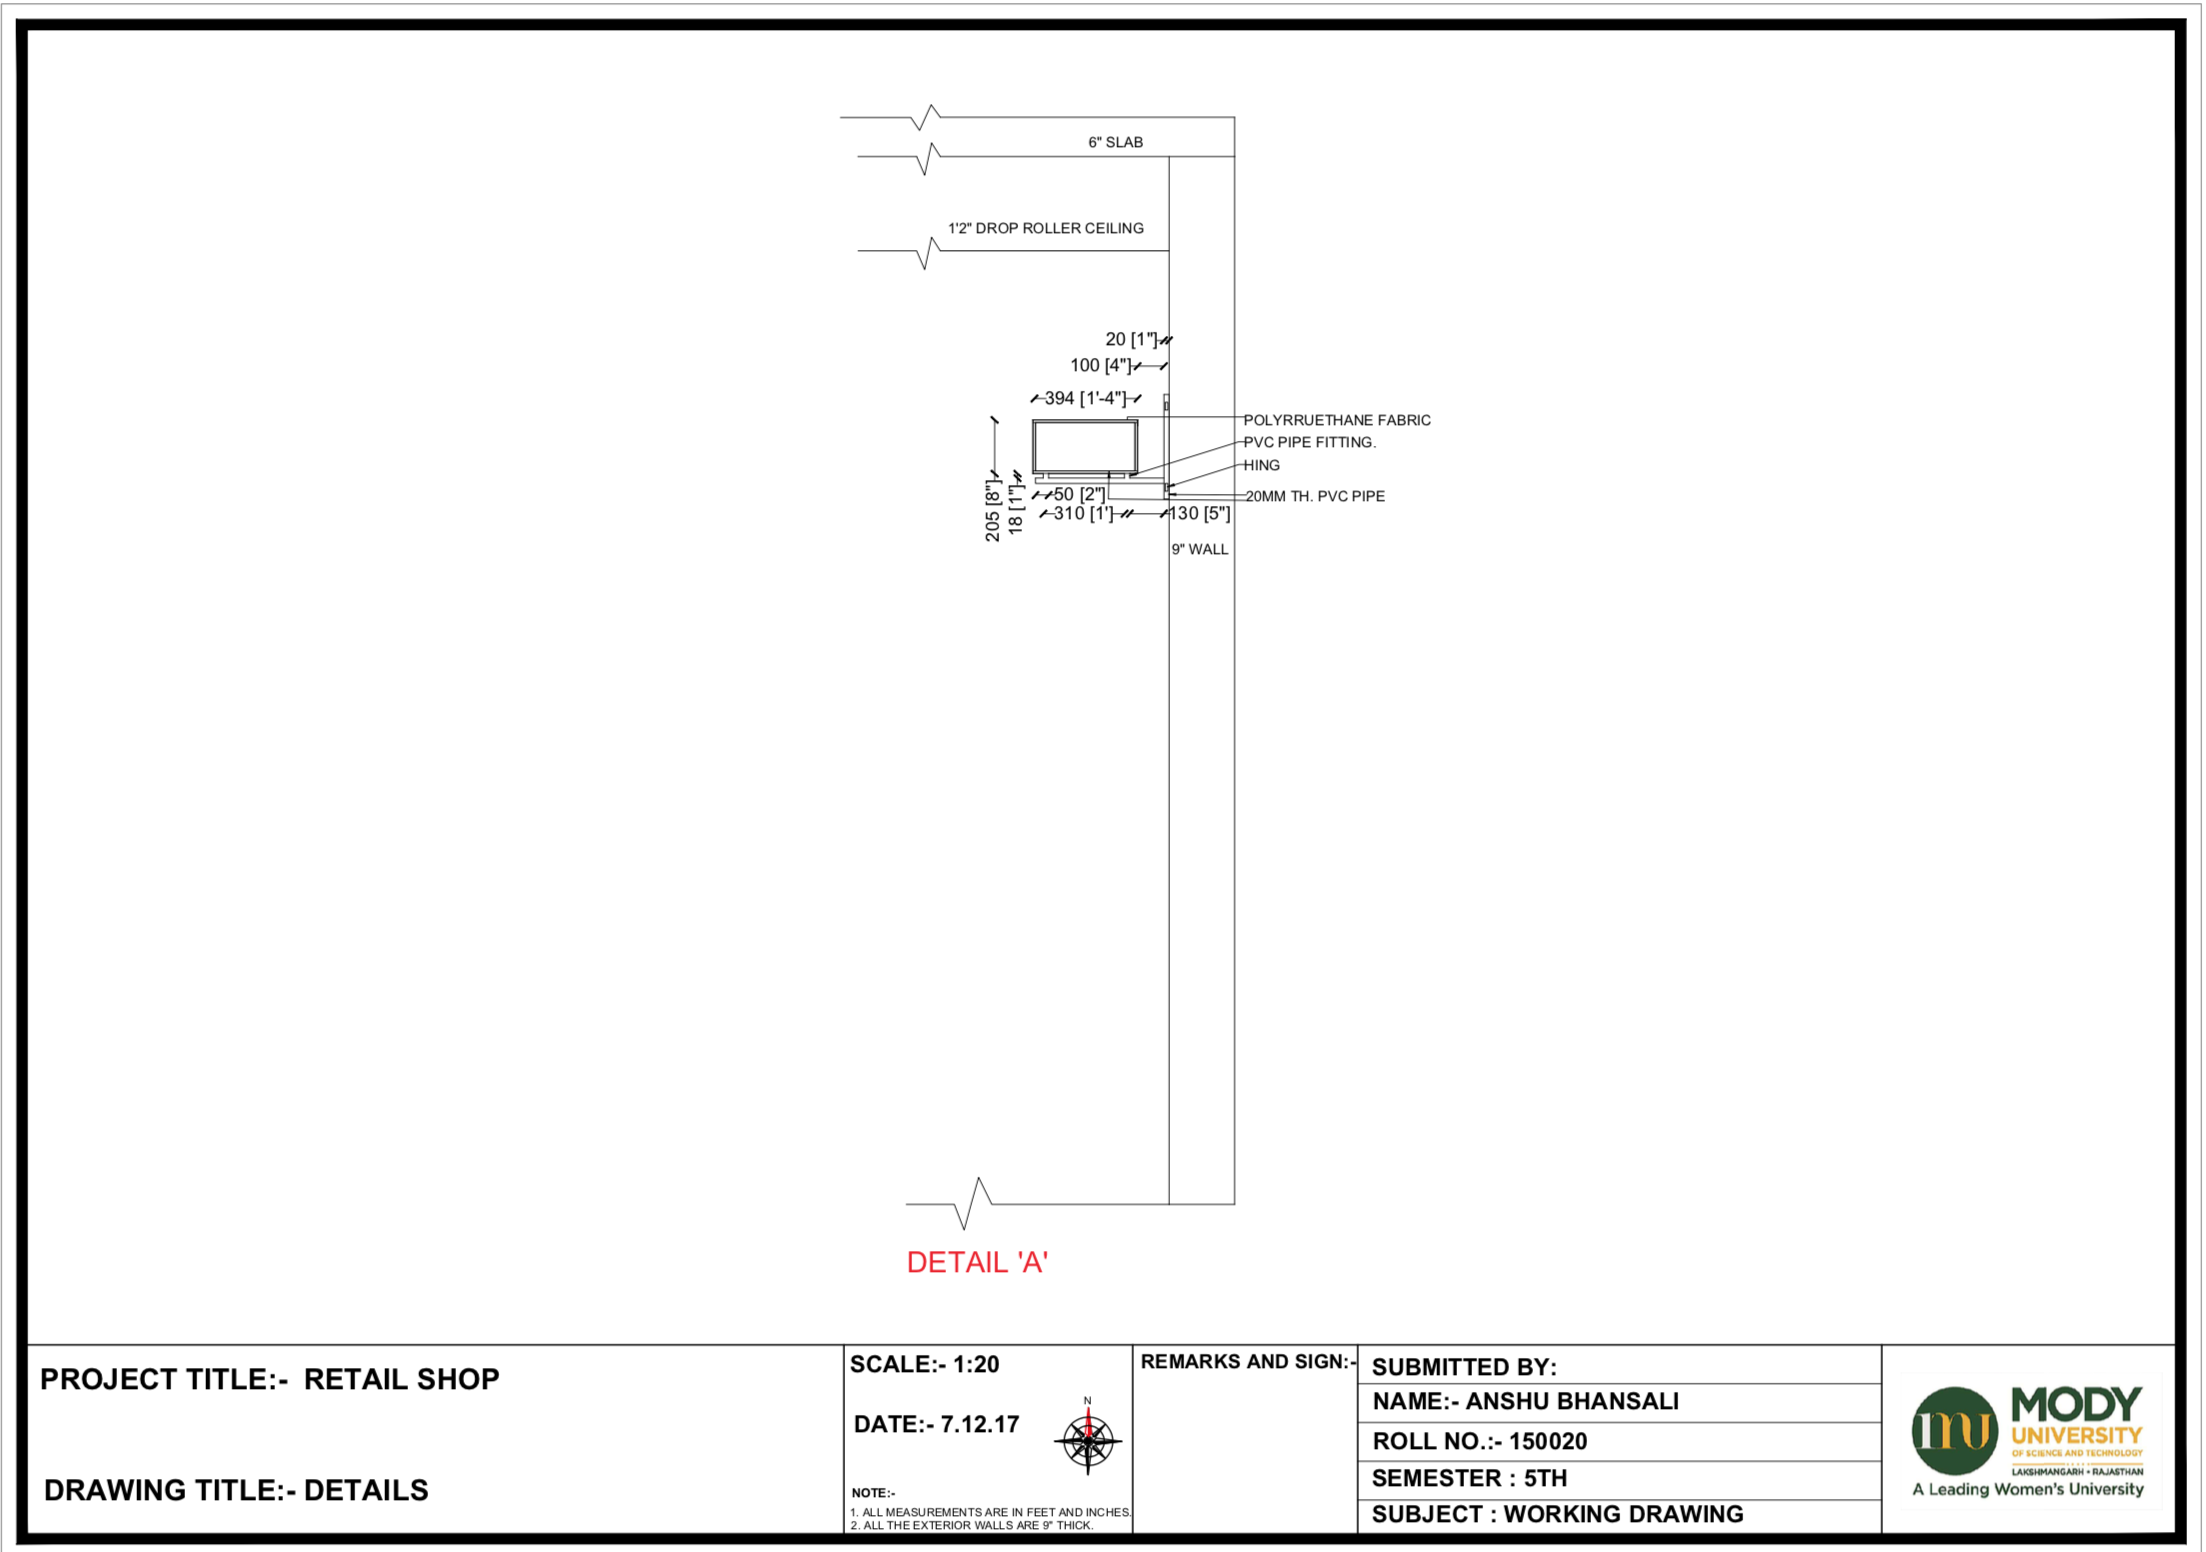 6" SLAB
1'2" DROP ROLLER CEILING
20 [1"]
100 [4"]
394 [1'-4"]
POLYRRUETHANE FABRIC
PVC PIPE FITTING.
HING
20MM TH. PVC PIPE
205 [8"]
18 [1"]
50 [2"]
310 [1']
130 [5"]
9" WALL
DETAIL 'A'
PROJECT TITLE:- RETAIL SHOP
DRAWING TITLE:- DETAILS
SCALE:- 1:20
DATE:- 7.12.17
N
NOTE:-
1. ALL MEASUREMENTS ARE IN FEET AND INCHES.
2. ALL THE EXTERIOR WALLS ARE 9" THICK.
REMARKS AND SIGN:-
SUBMITTED BY:
NAME:- ANSHU BHANSALI
ROLL NO.:- 150020
SEMESTER : 5TH
SUBJECT : WORKING DRAWING
mu
MODY
UNIVERSITY
OF SCIENCE AND TECHNOLOGY
LAKSHMANGARH • RAJASTHAN
A Leading Women's University